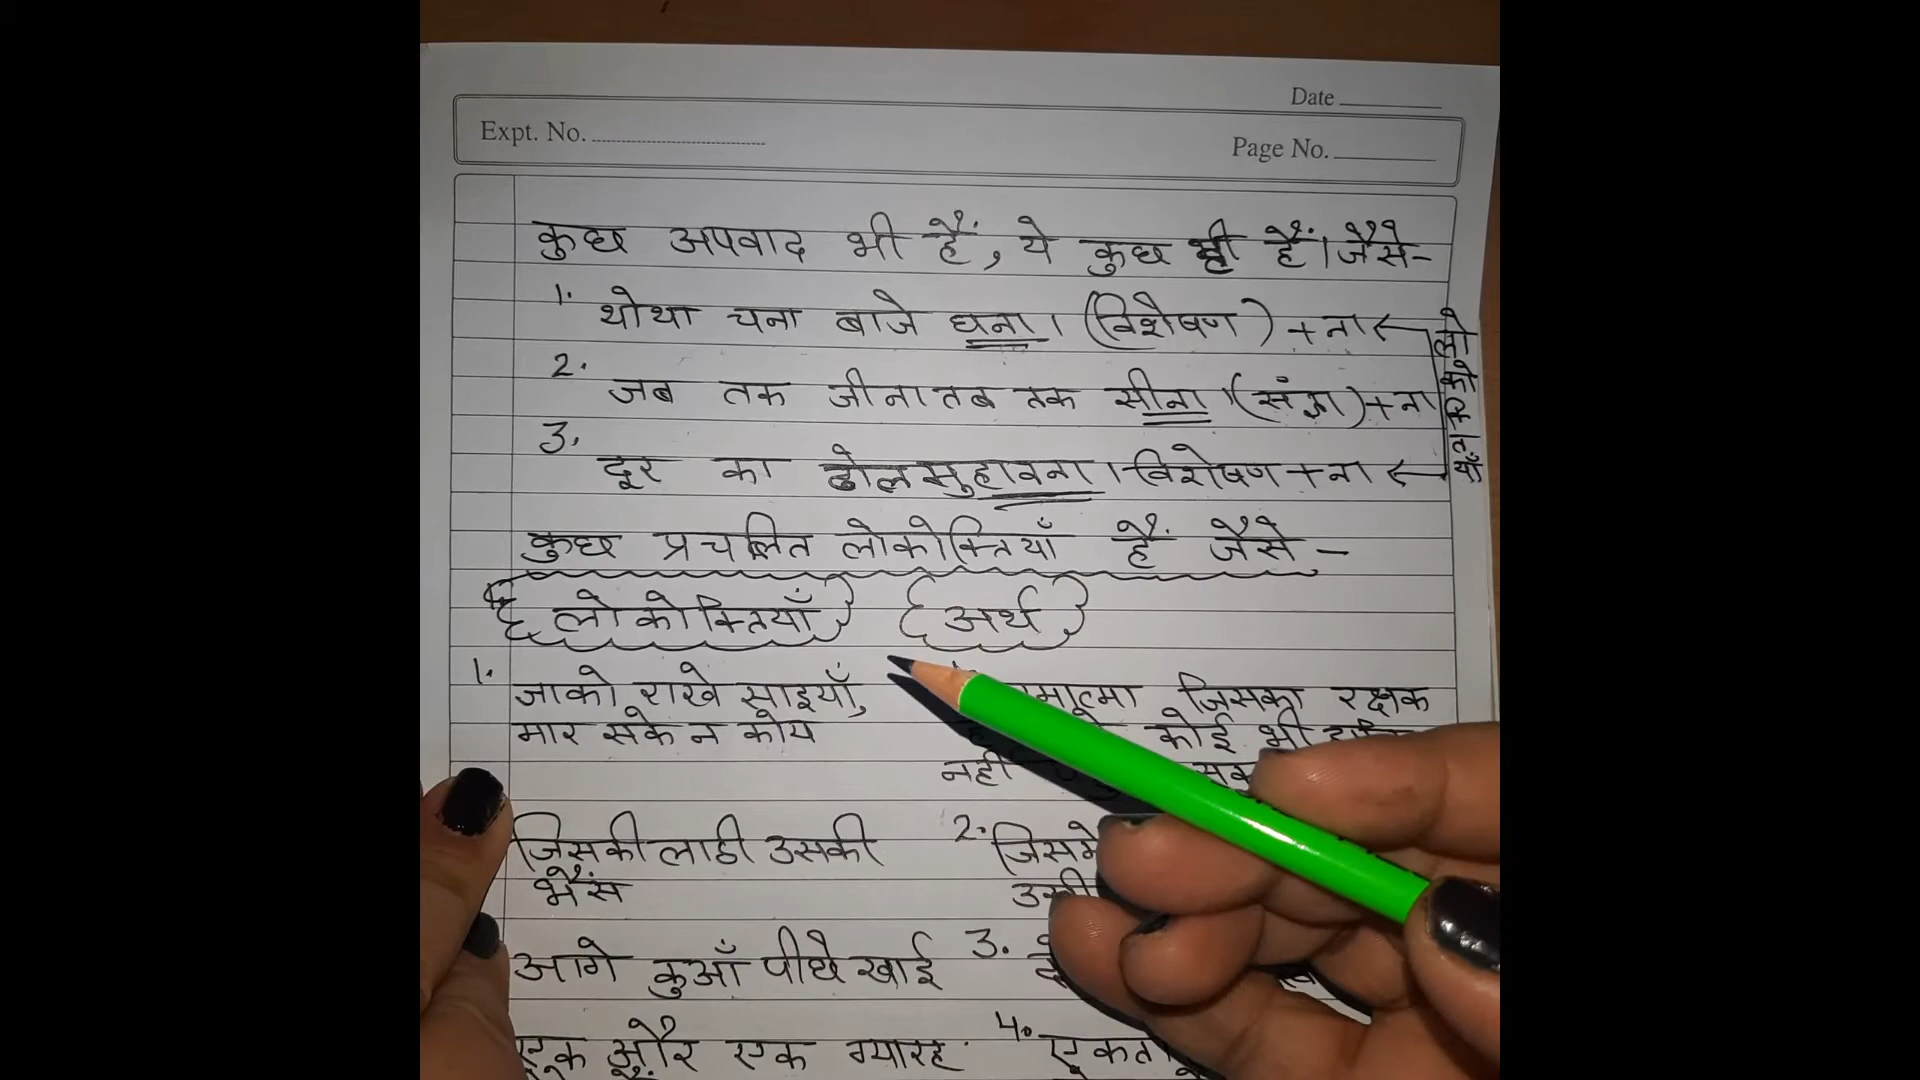 Date
Expt. No.
Page No.
कुछ अपवाद भी हैं, ये कुछ ही हैं। जैसे-
1. थोथा चना बाजे घना। (विशेषण) + ना ←
2. जब तक जीना तब तक सीना। (संज्ञा) + ना
3. दूर का ढोल सुहावना। विशेषण + ना ←
लोकोक्तियाँ
कुछ प्रचलित लोकोक्तियाँ हैं जैसे -
लोकोक्तियाँ अर्थ
1. जाको राखे साइयाँ, जिसका रक्षक
मार सके न कोय कोई भी
नहीं
जिसकी लाठी उसकी 2. जिसमें
भैंस
आगे कुआँ पीछे खाई 3.
एक और एक ग्यारह 4.